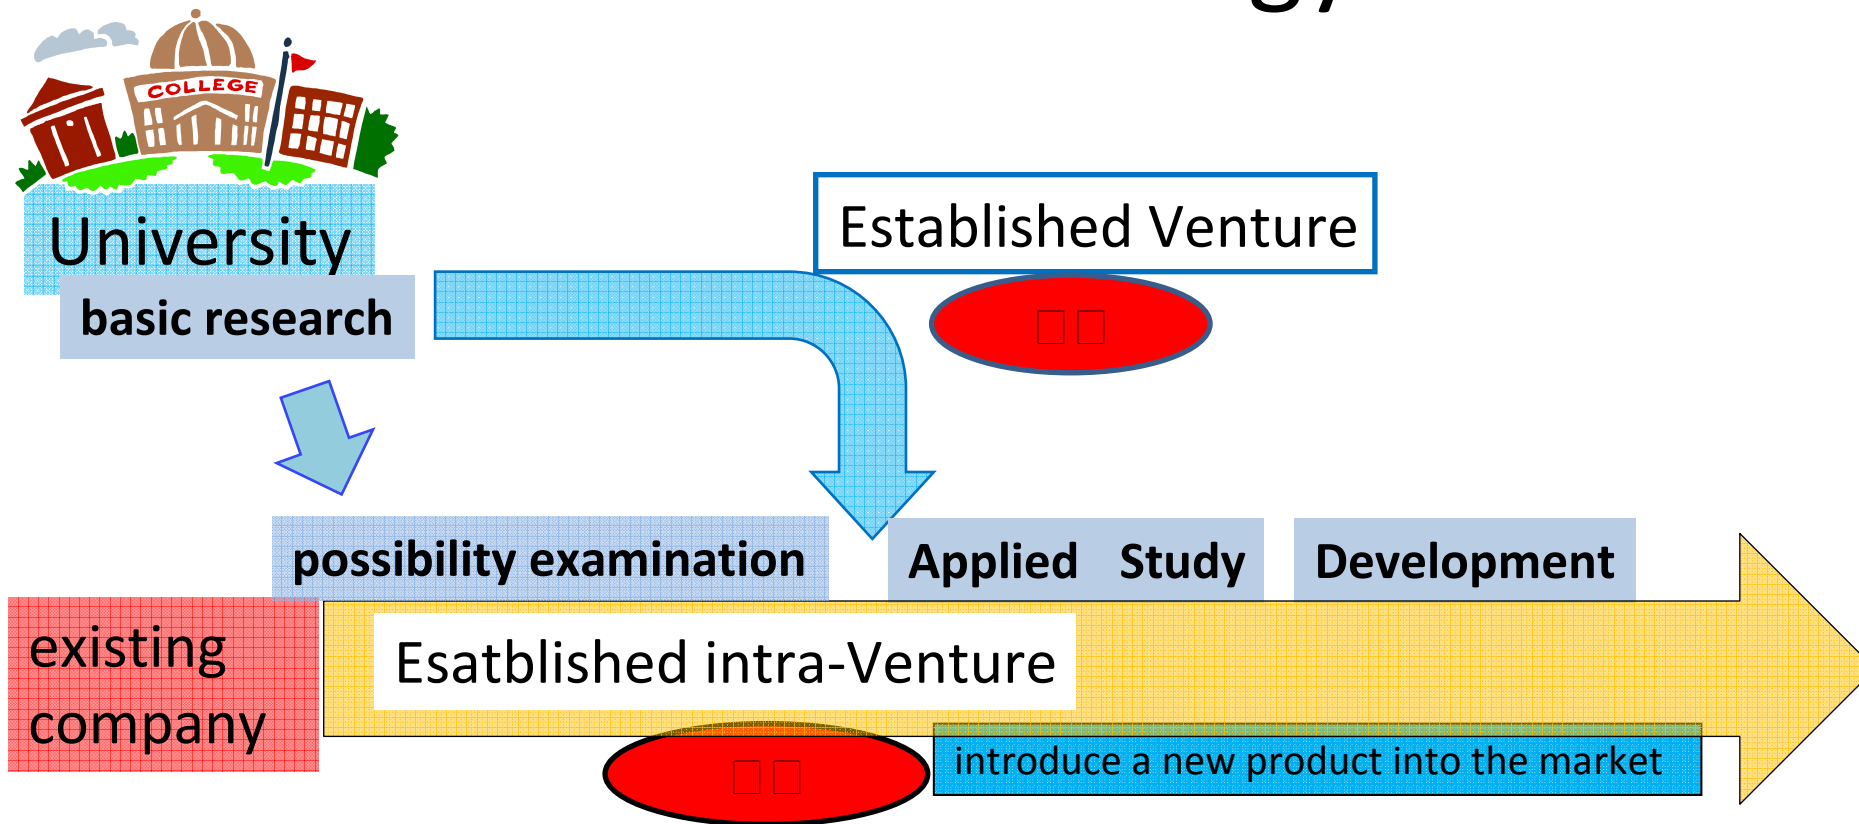 COLLEGE
University
basic research
Established Venture
possibility examination
Applied Study
Development
existing
company
Esatblished intra-Venture
introduce a new product into the market